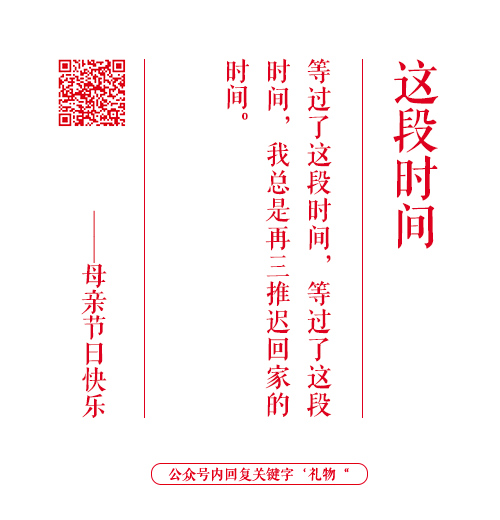 这段时间
等过了这段时间，等过了这段
时间，我总是再三推迟回家的
时间。
——母亲节日快乐
公众号内回复关键字‘礼物“